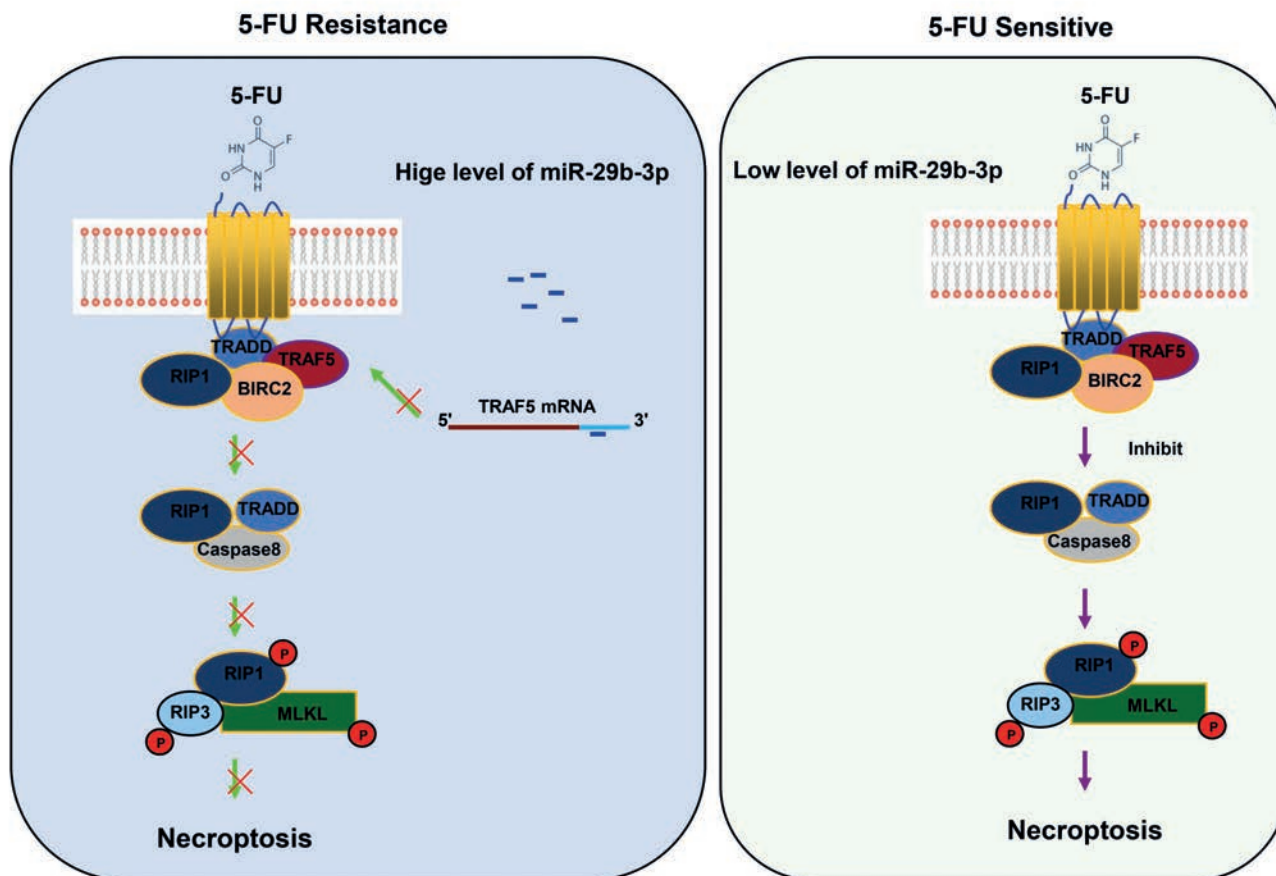 5-FU Resistance
5-FU
O
F
HN
O
N
H
Hige level of miR-29b-3p
TRADD
TRAF5
RIP1
BIRC2
TRAF5 mRNA
5'
3'
RIP1
TRADD
Caspase8
P
RIP1
RIP3
MLKL
P
P
Necroptosis
5-FU Sensitive
5-FU
O
F
HN
O
N
H
Low level of miR-29b-3p
TRADD
TRAF5
RIP1
BIRC2
Inhibit
RIP1
TRADD
Caspase8
P
RIP1
RIP3
MLKL
P
P
Necroptosis